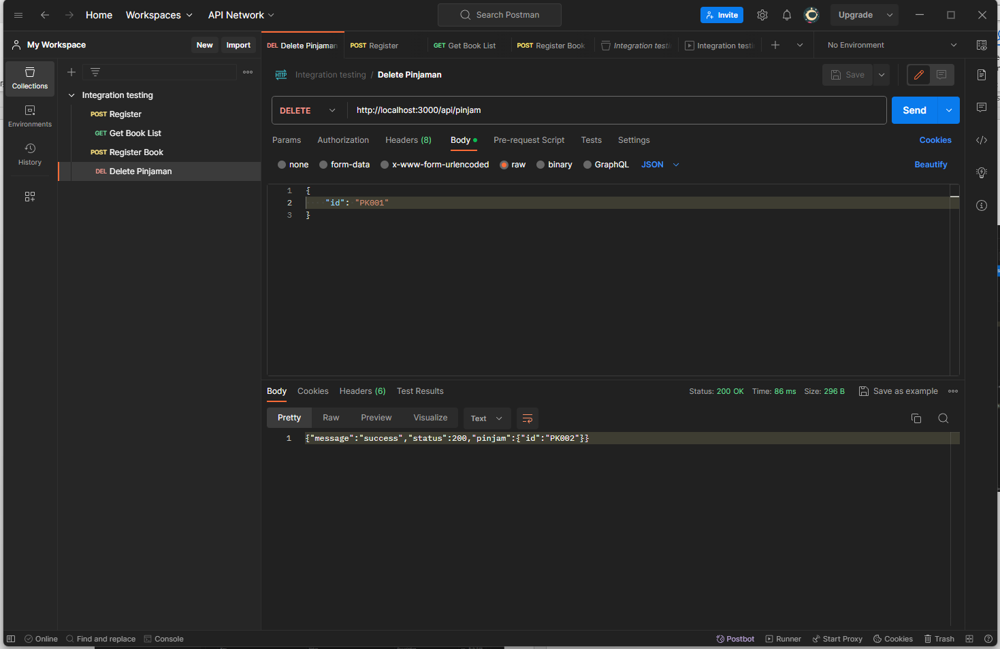 Home Workspaces API Network Search Postman Invite Upgrade
My Workspace New Import
DEL Delete Pinjaman POST Register GET Get Book List POST Register Book Integration testi Integration testi No Environment
Collections
Environments
History
Integration testing
POST Register
GET Get Book List
POST Register Book
DEL Delete Pinjaman
HTTP Integration testing / Delete Pinjaman Save
DELETE http://localhost:3000/api/pinjam Send
Params Authorization Headers (8) Body Pre-request Script Tests Settings Cookies
none form-data x-www-form-urlencoded raw binary GraphQL JSON Beautify
1 {
2 "id": "PK001"
3 }
Body Cookies Headers (6) Test Results Status: 200 OK Time: 86 ms Size: 296 B Save as example
Pretty Raw Preview Visualize Text
1 {"message":"success","status":200,"pinjam":{"id":"PK002"}}
Online Find and replace Console Postbot Runner Start Proxy Cookies Trash